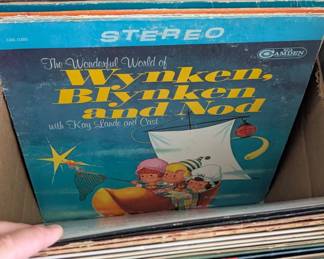 STEREO
CAMDEN
The Wonderful World of
Wynken,
Blynken
and Nod
with Kay Lande and Cast